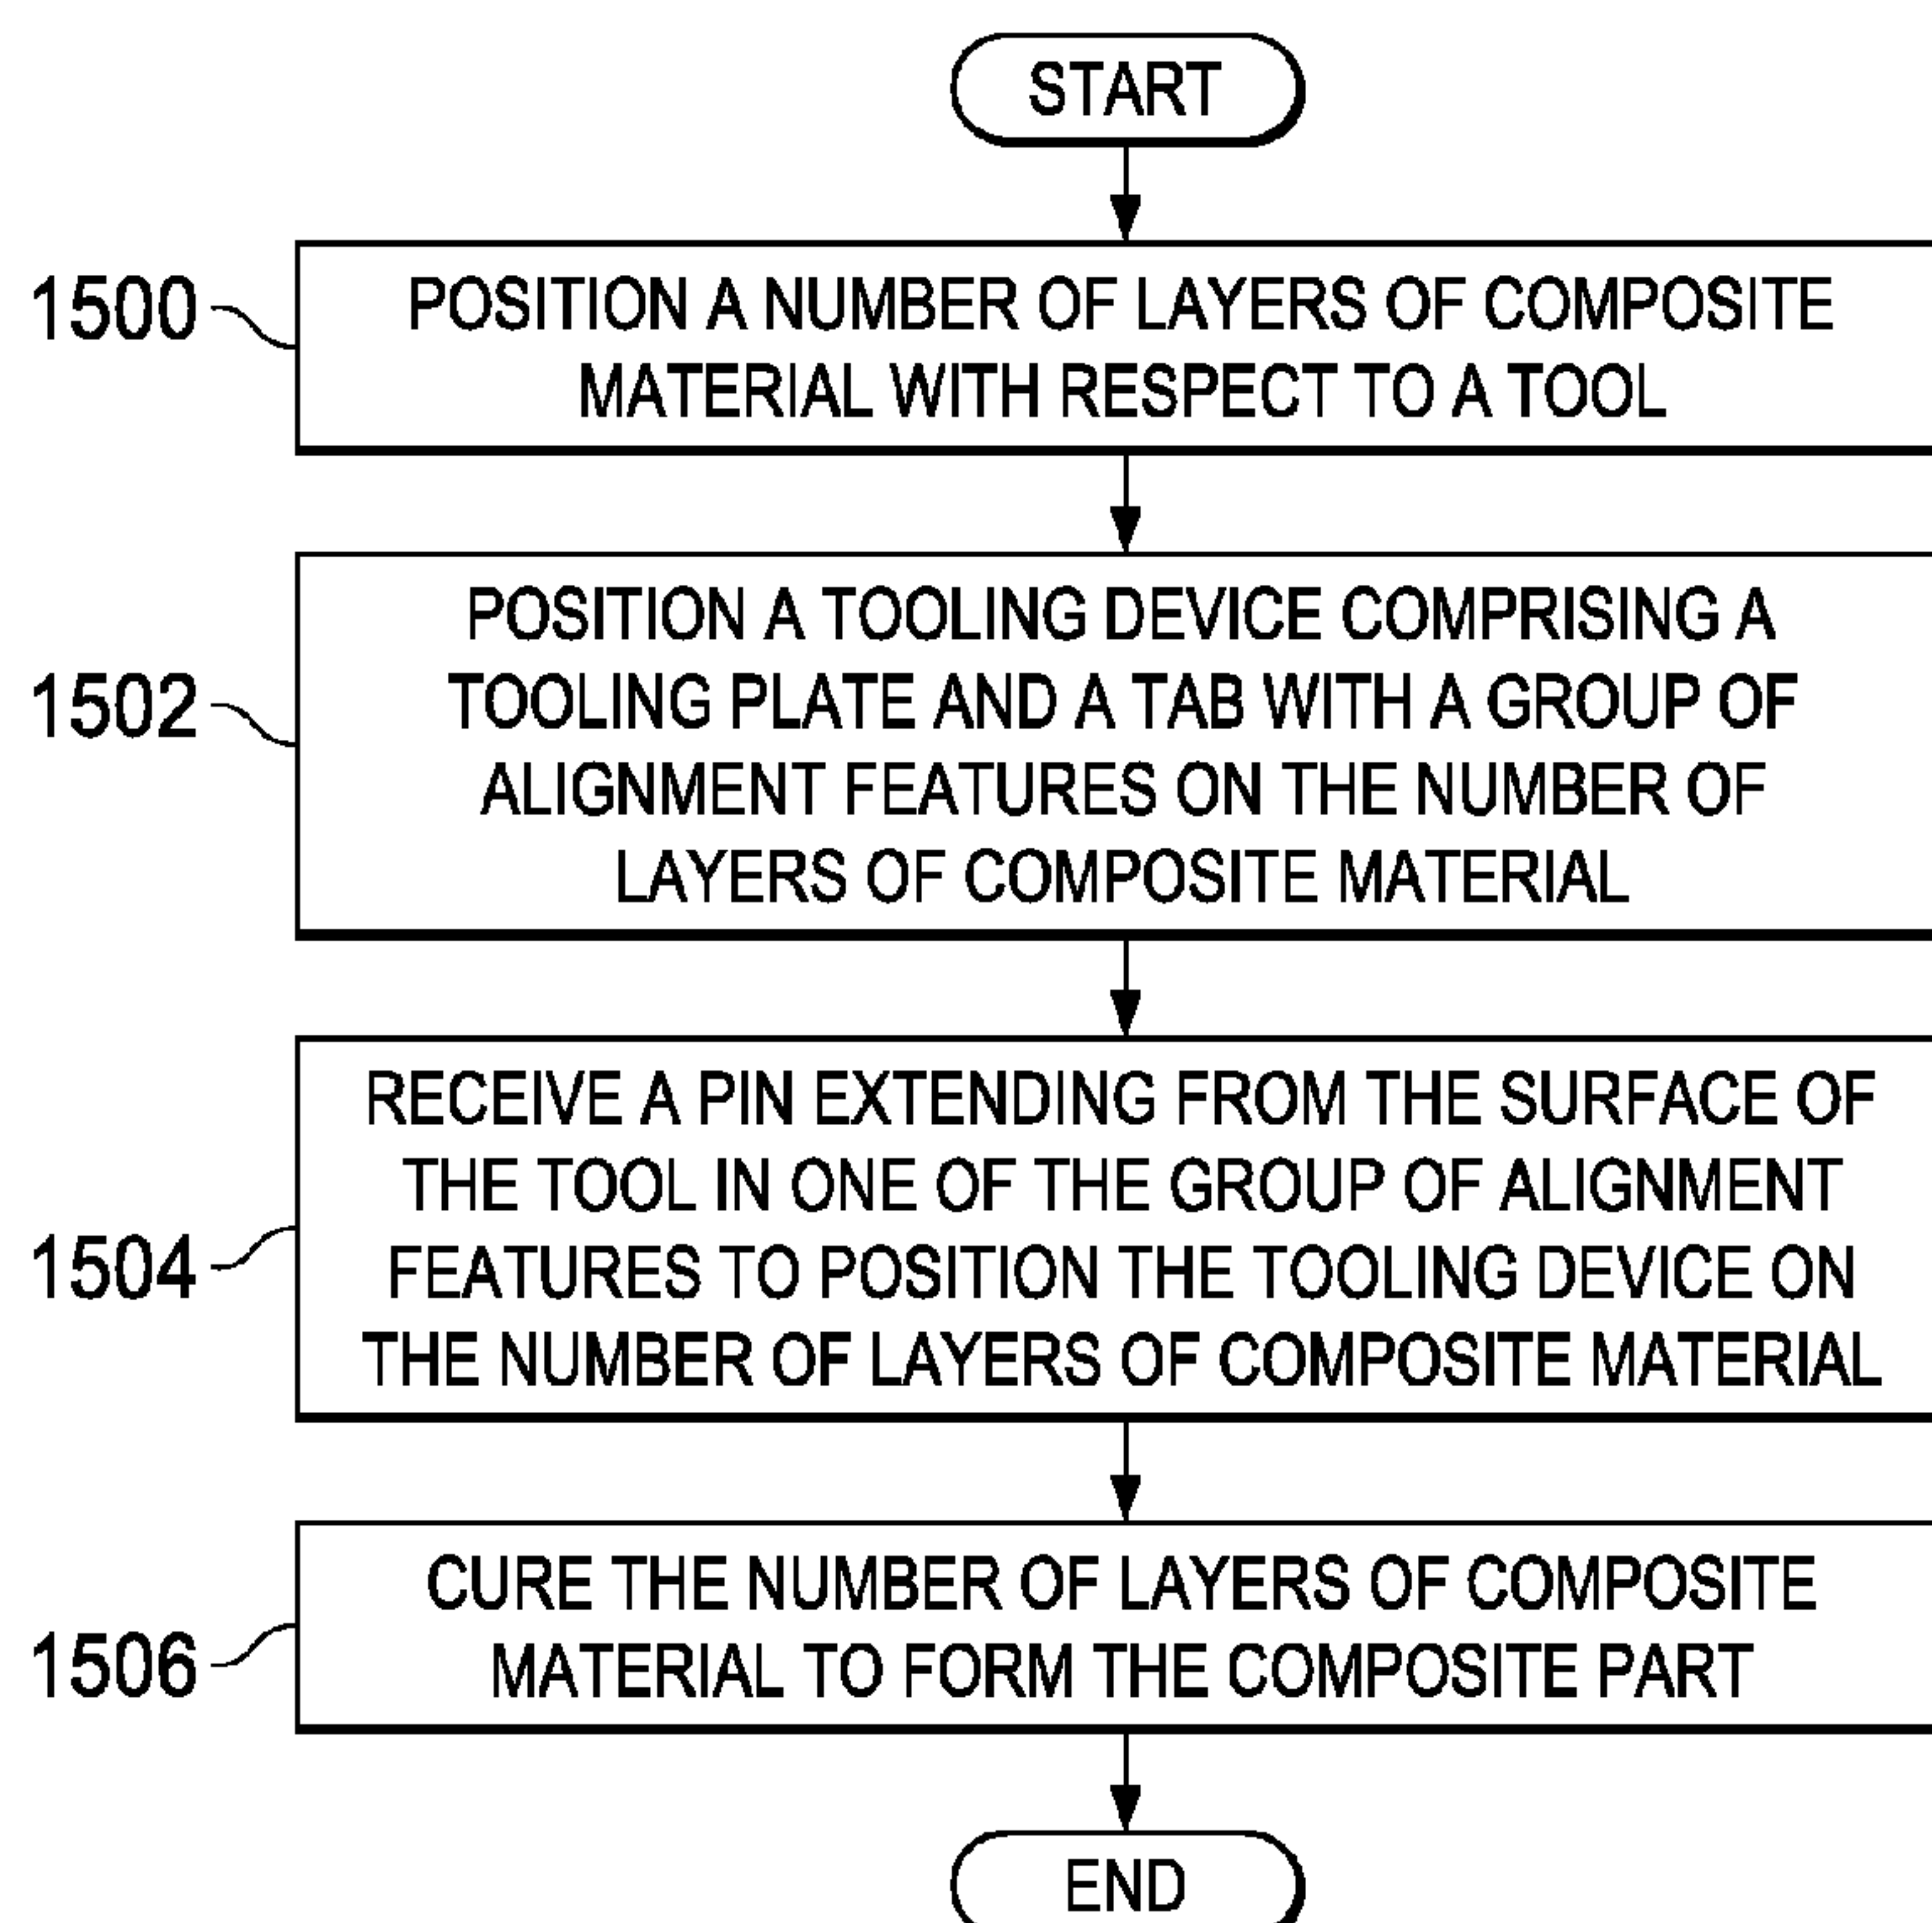 START
1500
POSITION A NUMBER OF LAYERS OF COMPOSITE
MATERIAL WITH RESPECT TO A TOOL
1502
POSITION A TOOLING DEVICE COMPRISING A
TOOLING PLATE AND A TAB WITH A GROUP OF
ALIGNMENT FEATURES ON THE NUMBER OF
LAYERS OF COMPOSITE MATERIAL
1504
RECEIVE A PIN EXTENDING FROM THE SURFACE OF
THE TOOL IN ONE OF THE GROUP OF ALIGNMENT
FEATURES TO POSITION THE TOOLING DEVICE ON
THE NUMBER OF LAYERS OF COMPOSITE MATERIAL
1506
CURE THE NUMBER OF LAYERS OF COMPOSITE
MATERIAL TO FORM THE COMPOSITE PART
END